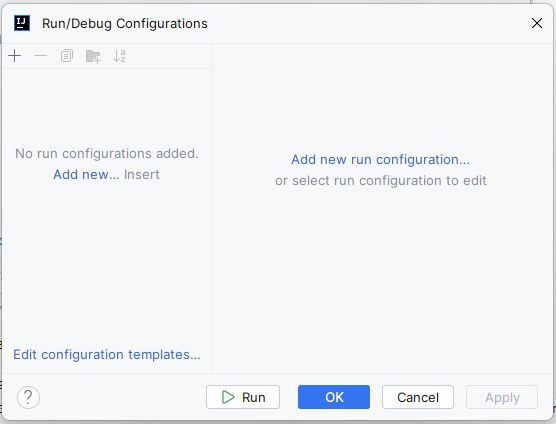 IJ
Run/Debug Configurations
No run configurations added.
Add new... Insert
Add new run configuration...
or select run configuration to edit
Edit configuration templates...
?
Run
OK
Cancel
Apply